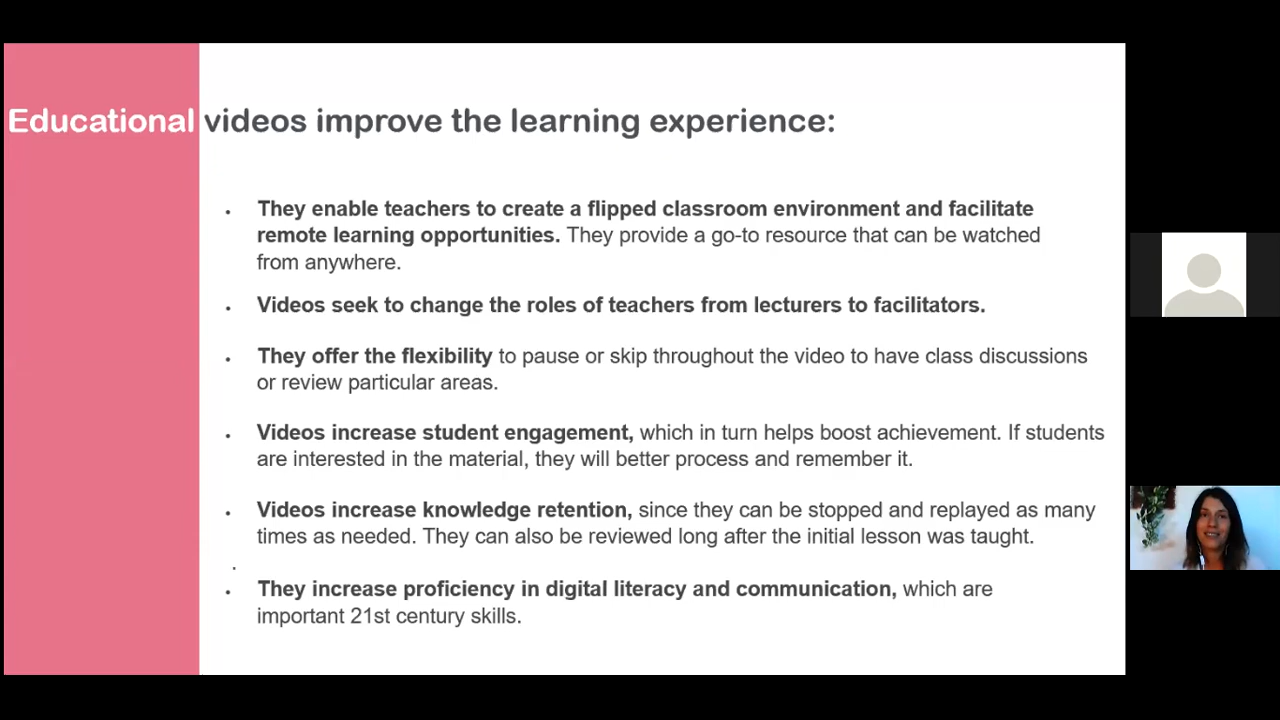 Educational videos improve the learning experience:
• They enable teachers to create a flipped classroom environment and facilitate
remote learning opportunities. They provide a go-to resource that can be watched
from anywhere.
• Videos seek to change the roles of teachers from lecturers to facilitators.
• They offer the flexibility to pause or skip throughout the video to have class discussions
or review particular areas.
• Videos increase student engagement, which in turn helps boost achievement. If students
are interested in the material, they will better process and remember it.
• Videos increase knowledge retention, since they can be stopped and replayed as many
times as needed. They can also be reviewed long after the initial lesson was taught.
.
• They increase proficiency in digital literacy and communication, which are
important 21st century skills.